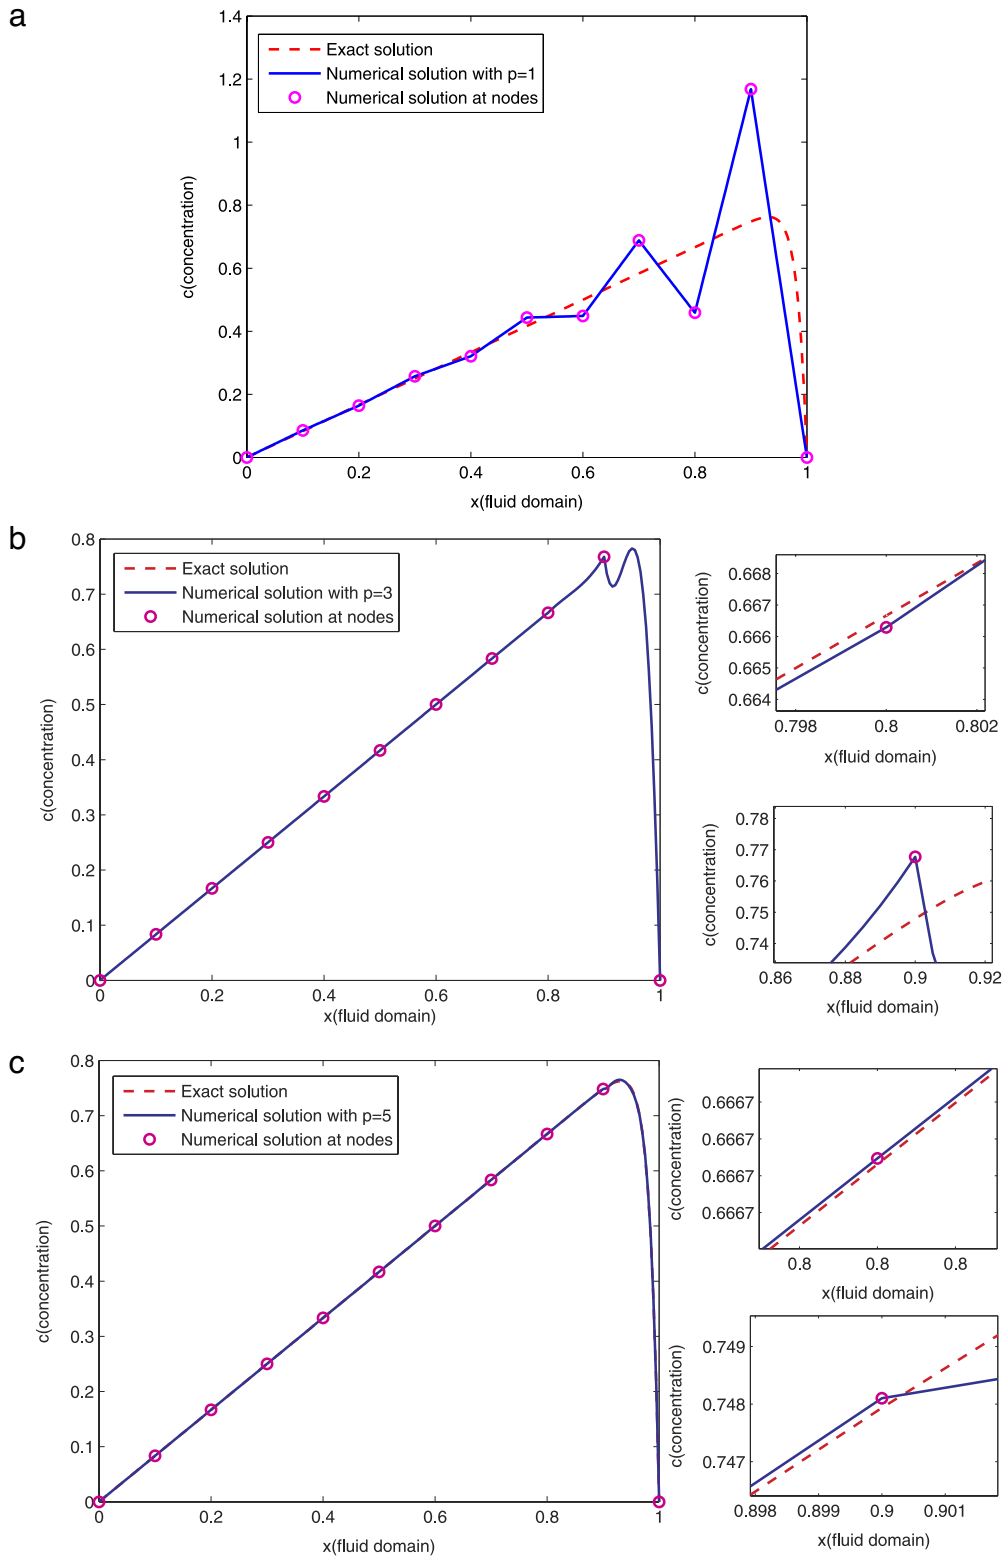 a
1.4
1.2
1
0.8
0.6
0.4
0.2
0
Exact solution
Numerical solution with p=1
Numerical solution at nodes
c(concentration)
0 0.2 0.4 0.6 0.8 1
x(fluid domain)
b
0.8
0.7
0.6
0.5
0.4
0.3
0.2
0.1
0
Exact solution
Numerical solution with p=3
Numerical solution at nodes
c(concentration)
0 0.2 0.4 0.6 0.8 1
x(fluid domain)
0.668
0.667
0.666
0.665
0.664
c(concentration)
0.798 0.8 0.802
x(fluid domain)
0.78
0.77
0.76
0.75
0.74
c(concentration)
0.86 0.88 0.9 0.92
x(fluid domain)
c
0.8
0.7
0.6
0.5
0.4
0.3
0.2
0.1
0
Exact solution
Numerical solution with p=5
Numerical solution at nodes
c(concentration)
0 0.2 0.4 0.6 0.8 1
x(fluid domain)
0.6667
0.6667
0.6667
0.6667
c(concentration)
0.8 0.8 0.8
x(fluid domain)
0.749
0.748
0.747
c(concentration)
0.898 0.899 0.9 0.901
x(fluid domain)